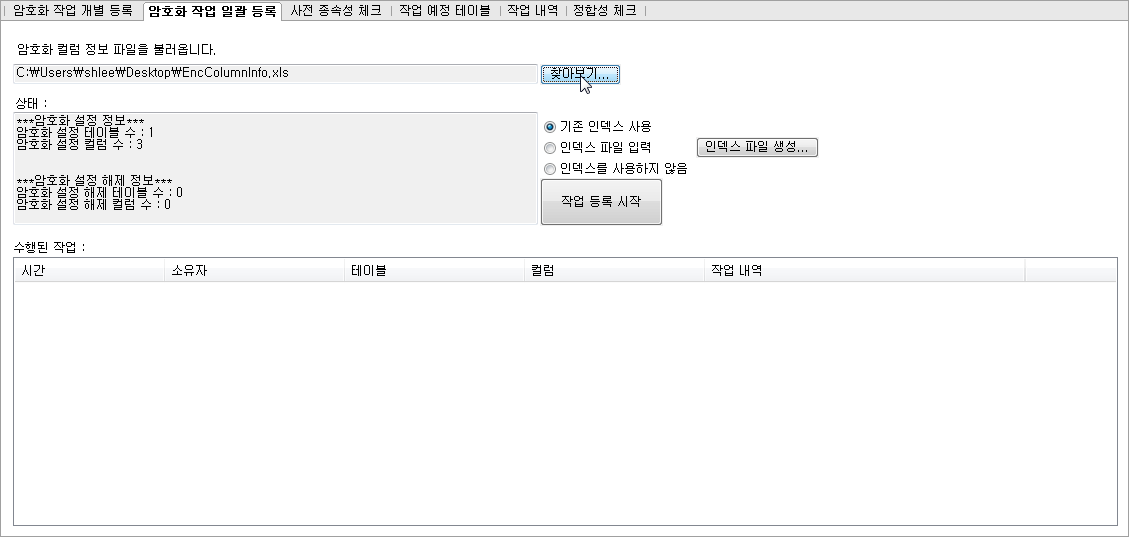 암호화 작업 개별 등록 암호화 작업 일괄 등록 사전 종속성 체크 작업 예정 테이블 작업 내역 정합성 체크
암호화 컬럼 정보 파일을 불러옵니다.
C:₩Users₩shlee₩Desktop₩EncColumnInfo.xls 찾아보기...
상태 :
***암호화 설정 정보***
암호화 설정 테이블 수 : 1
암호화 설정 컬럼 수 : 3
***암호화 설정 해제 정보***
암호화 설정 해제 테이블 수 : 0
암호화 설정 해제 컬럼 수 : 0
기존 인덱스 사용
인덱스 파일 입력 인덱스 파일 생성...
인덱스를 사용하지 않음
작업 등록 시작
수행된 작업 :
시간 소유자 테이블 컬럼 작업 내역